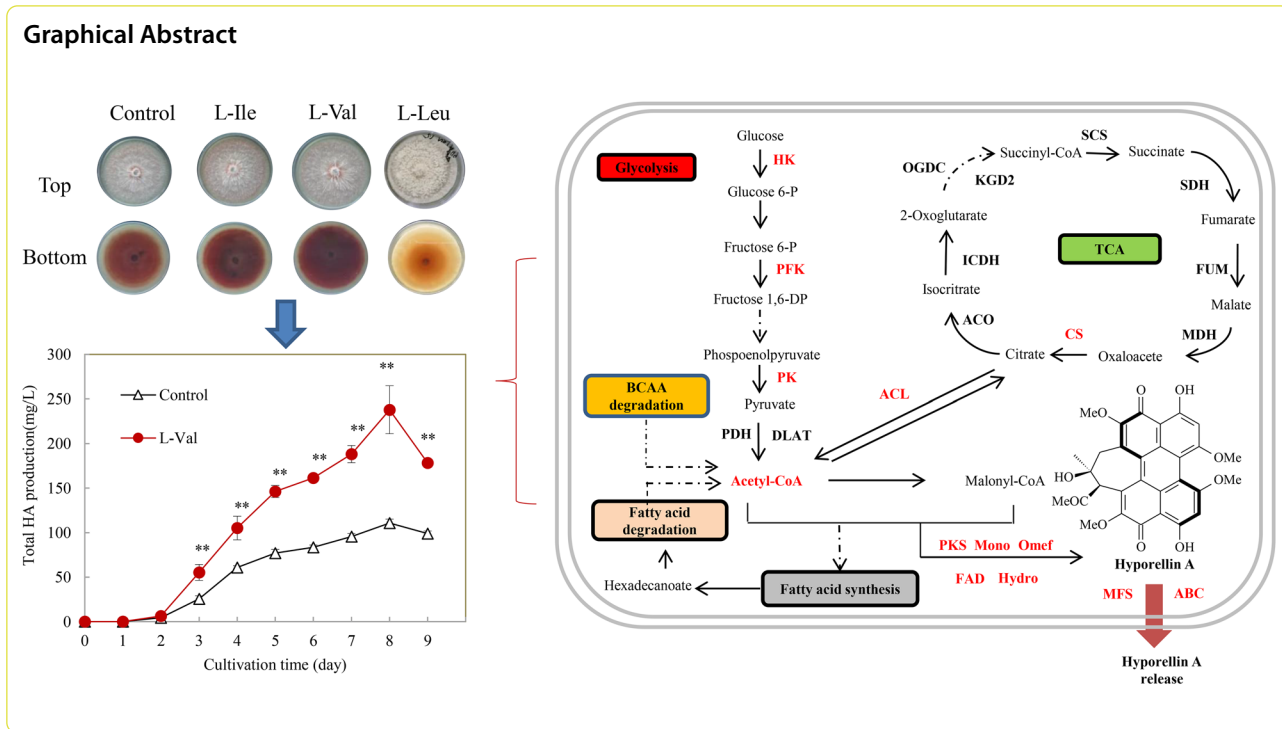 Graphical Abstract
Control L-Ile L-Val L-Leu
Top
Bottom
300
250
200
150
100
50
0
Total HA production(mg/L)
Control
L-Val
**
**
**
**
**
**
**
0 1 2 3 4 5 6 7 8 9
Cultivation time (day)
Glycolysis
Glucose
HK
Glucose 6-P
Fructose 6-P
PFK
Fructose 1,6-DP
Phospoenolpyruvate
PK
Pyruvate
PDH DLAT
Acetyl-CoA
BCAA
degradation
Fatty acid
degradation
Hexadecanoate
Fatty acid synthesis
Malonyl-CoA
ACL
TCA
Citrate
CS
Oxaloacete
ACO
Isocitrate
ICDH
2-Oxoglutarate
OGDC
KGD2
Succinyl-CoA
SCS
Succinate
SDH
Fumarate
FUM
Malate
MDH
PKS Mono Omef
FAD Hydro
O OH
MeO
OMe
HO
OMe
MeO₂C
MeO
O OH
Hyporellin A
MFS ABC
Hyporellin A
release